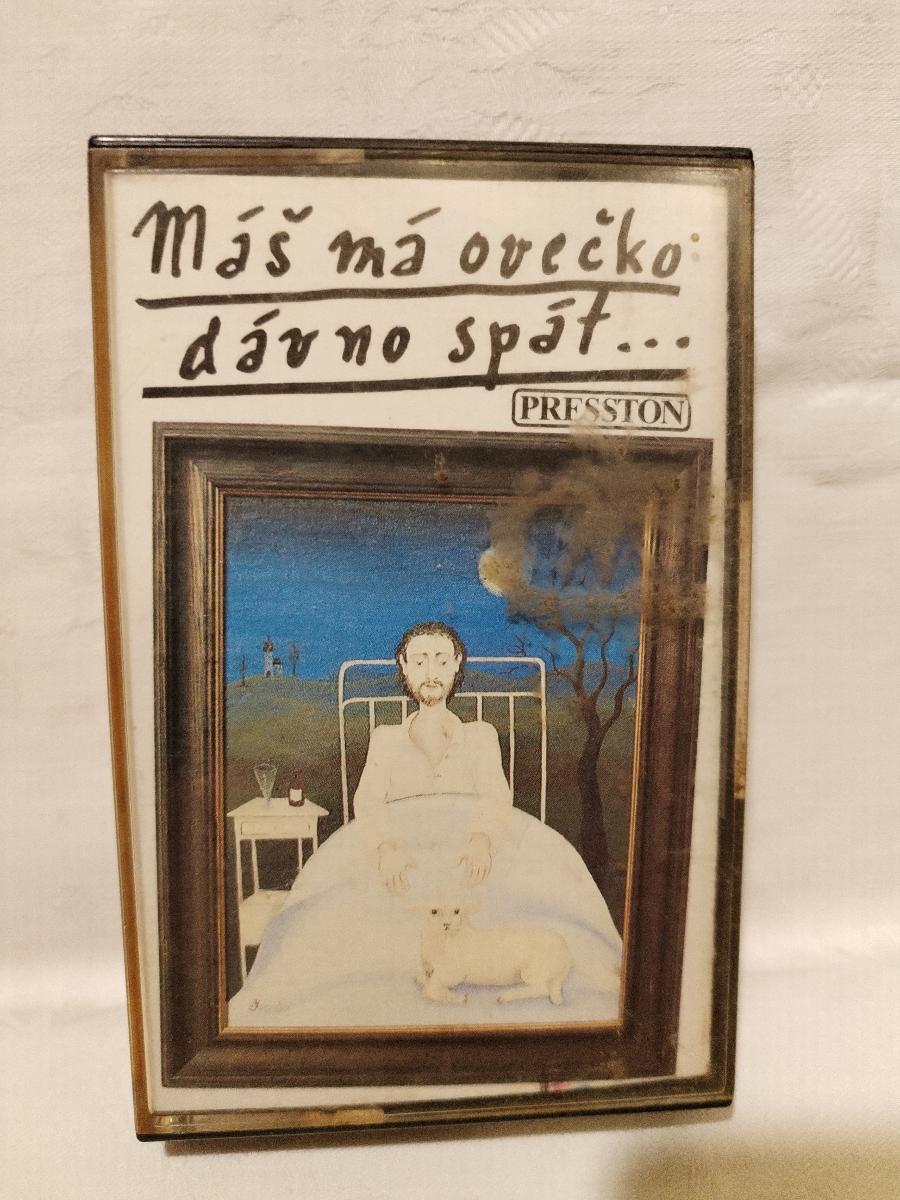 Máš má ovečko
dávno spát...
PRESSTON